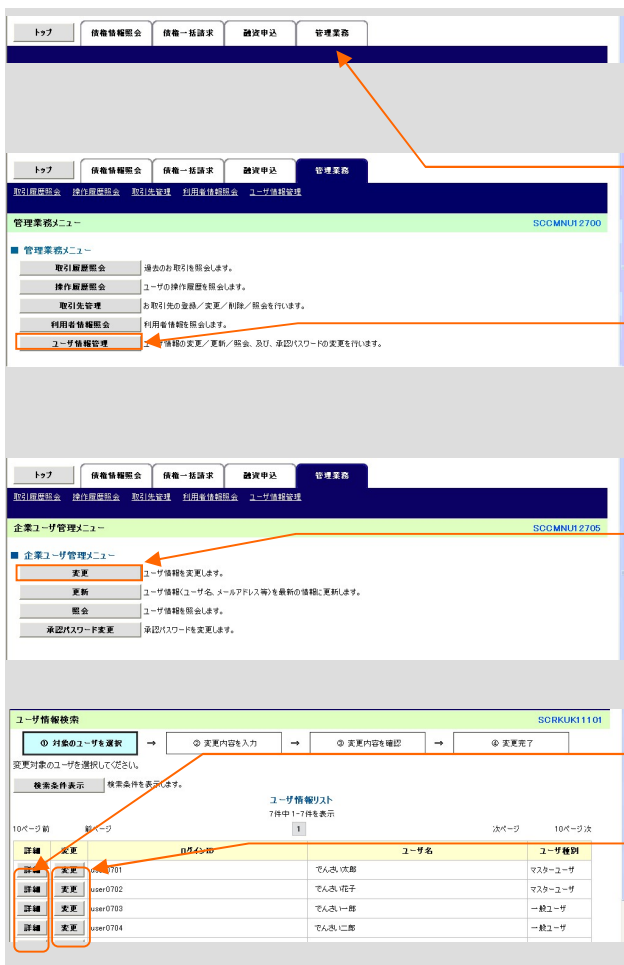 トップ 債権情報照会 債権一括請求 融資申込 管理業務
トップ 債権情報照会 債権一括請求 融資申込 管理業務
取引履歴照会 操作履歴照会 取引先管理 利用者情報照会 ユーザ情報管理
管理業務メニュー SCCMNU12700
■ 管理業務メニュー
取引履歴照会 過去のお取引を照会します。
操作履歴照会 ユーザの操作履歴を照会します。
取引先管理 お取引先の登録／変更／削除／照会を行います。
利用者情報照会 利用者情報を照会します。
ユーザ情報管理 ユーザ情報の変更／更新／照会、及び、承認パスワードの変更を行います。
トップ 債権情報照会 債権一括請求 融資申込 管理業務
取引履歴照会 操作履歴照会 取引先管理 利用者情報照会 ユーザ情報管理
企業ユーザ管理メニュー SCCMNU12705
■ 企業ユーザ管理メニュー
変更 ユーザ情報を変更します。
更新 ユーザ情報(ユーザ名、メールアドレス等)を最新の情報に更新します。
照会 ユーザ情報を照会します。
承認パスワード変更 承認パスワードを変更します。
ユーザ情報検索 SCRKUK11101
① 対象のユーザを選択 → ② 変更内容を入力 → ③ 変更内容を確認 → ④ 変更完了
変更対象のユーザを選択してください。
検索条件表示 検索条件を表示します。
ユーザ情報リスト
7件中 1-7件を表示
10ページ前 前ページ 1 次ページ 10ページ次
詳細 変更 ログインID ユーザ名 ユーザ種別
詳細 変更 user0701 でんさい太郎 マスターユーザ
詳細 変更 user0702 でんさい花子 マスターユーザ
詳細 変更 user0703 でんさい一郎 一般ユーザ
詳細 変更 user0704 でんさい二郎 一般ユーザ